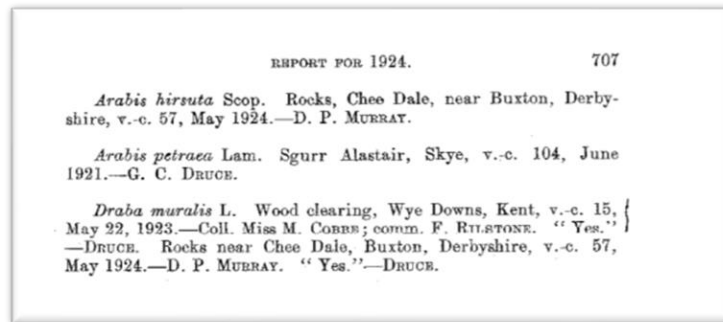 REPORT FOR 1924. 707
Arabis hirsuta Scop. Rocks, Chee Dale, near Buxton, Derby-
shire, v.-c. 57, May 1924.—D. P. MURRAY.
Arabis petraea Lam. Sgurr Alastair, Skye, v.-c. 104, June
1921.—G. C. DRUCE.
Draba muralis L. Wood clearing, Wye Downs, Kent, v.-c. 15,
May 22, 1923.—Coll. Miss M. COBBE; comm. F. RILSTONE. “ Yes.”
—DRUCE. Rocks near Chee Dale, Buxton, Derbyshire, v.-c. 57,
May 1924.—D. P. MURRAY. “ Yes.”—DRUCE.